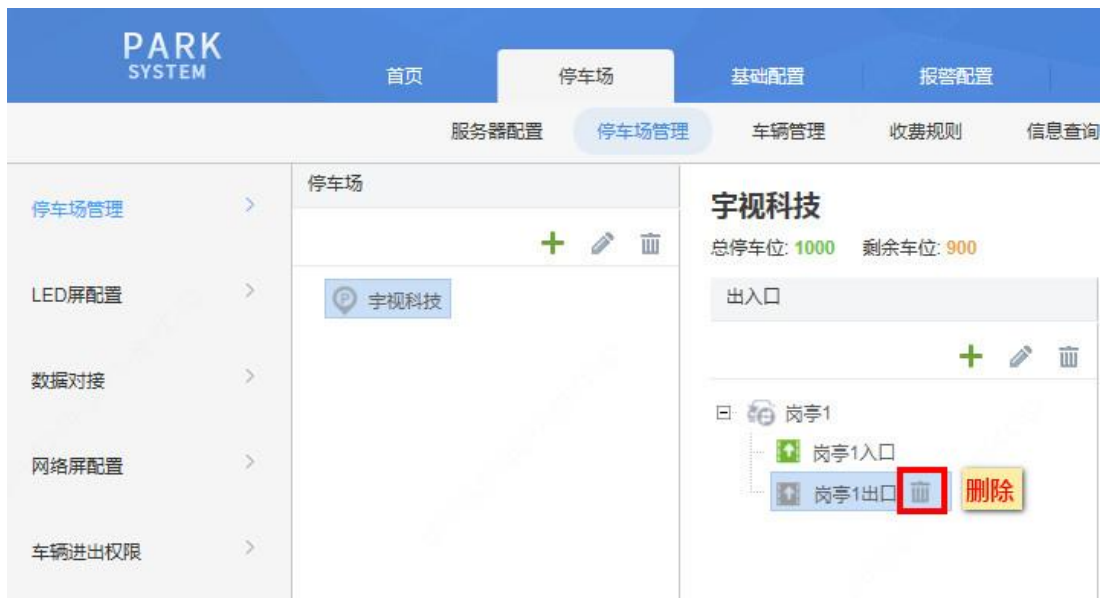 PARK
SYSTEM
首页 停车场 基础配置 报警配置
服务器配置 停车场管理 车辆管理 收费规则 信息查询
停车场管理
LED屏配置
数据对接
网络屏配置
车辆进出权限
停车场
宇视科技
宇视科技
总停车位: 1000 剩余车位: 900
出入口
岗亭1
岗亭1入口
岗亭1出口 删除